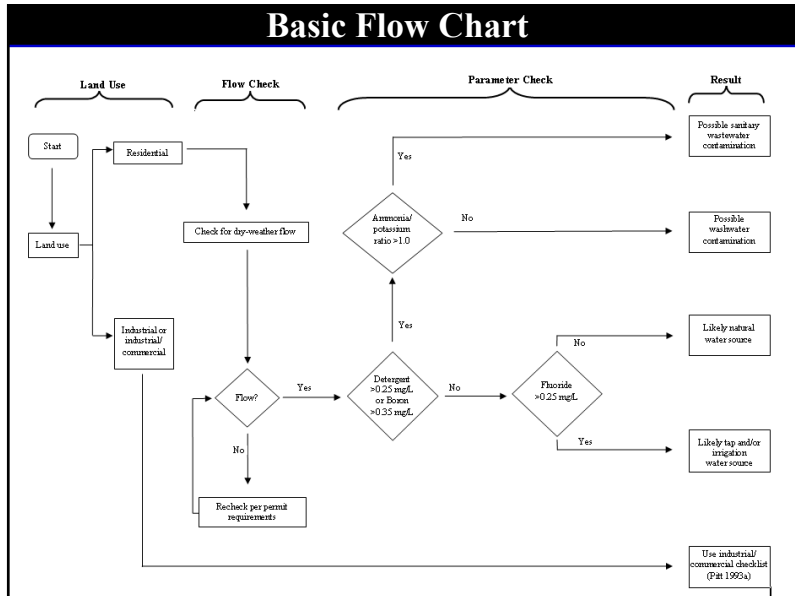 Basic Flow Chart
Land Use
Flow Check
Parameter Check
Result
Start
Residential
Land use
Industrial or
industrial/
commercial
Check for dry-weather flow
Flow?
Yes
No
Recheck per permit
requirements
Detergent
>0.25 mg/L
or Boron
>0.35 mg/L
Yes
No
Ammonia/
potassium
ratio >1.0
Yes
No
Fluoride
>0.25 mg/L
No
Yes
Possible sanitary
wastewater
contamination
Possible
washwater
contamination
Likely natural
water source
Likely tap and/or
irrigation
water source
Use industrial/
commercial checklist
(Pitt 1993a)